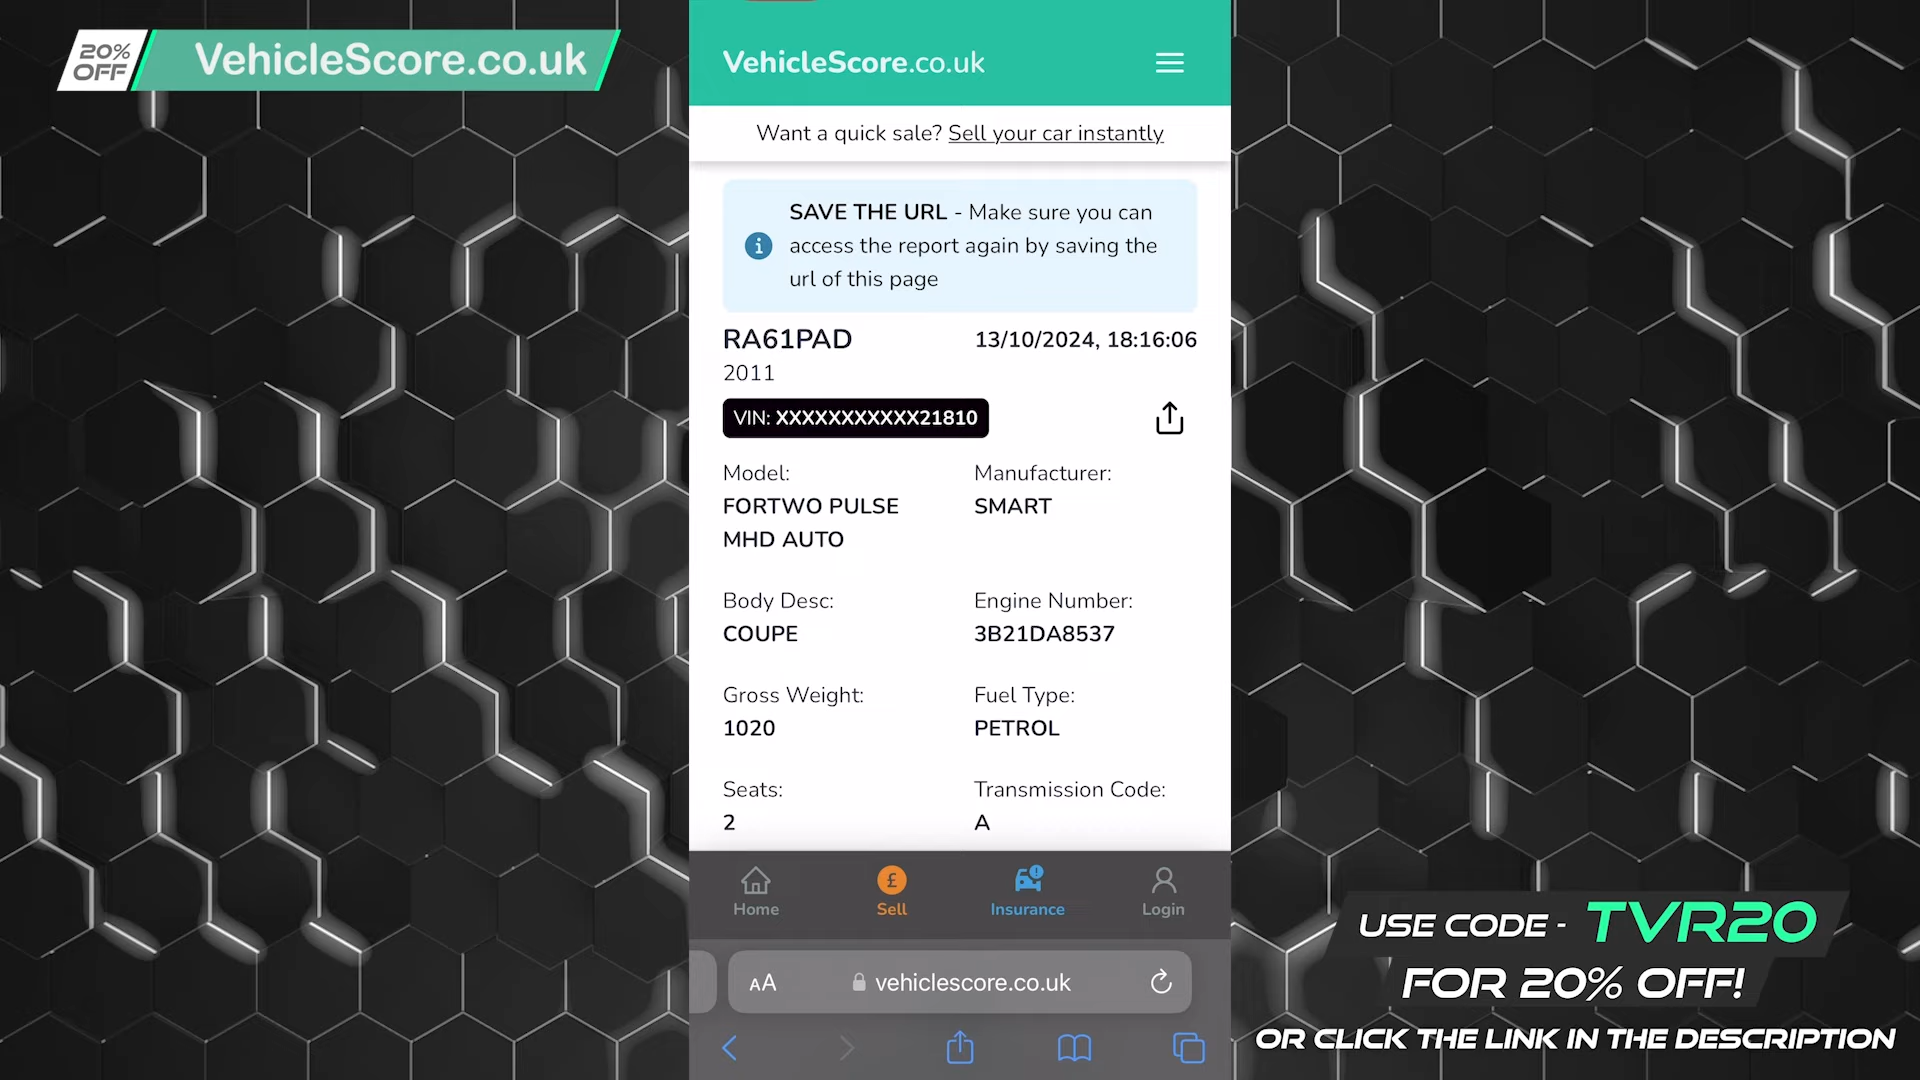 20%
OFF
VehicleScore.co.uk
VehicleScore.co.uk
Want a quick sale? Sell your car instantly
SAVE THE URL - Make sure you can
access the report again by saving the
url of this page
RA61PAD
13/10/2024, 18:16:06
2011
VIN: XXXXXXXXXXXX21810
Model:
Manufacturer:
FORTWO PULSE
MHD AUTO
SMART
Body Desc:
Engine Number:
COUPE
3B21DA8537
Gross Weight:
Fuel Type:
1020
PETROL
Seats:
Transmission Code:
2
A
Home
Sell
Insurance
Login
AA
vehiclescore.co.uk
USE CODE - TVR20
FOR 20% OFF!
OR CLICK THE LINK IN THE DESCRIPTION